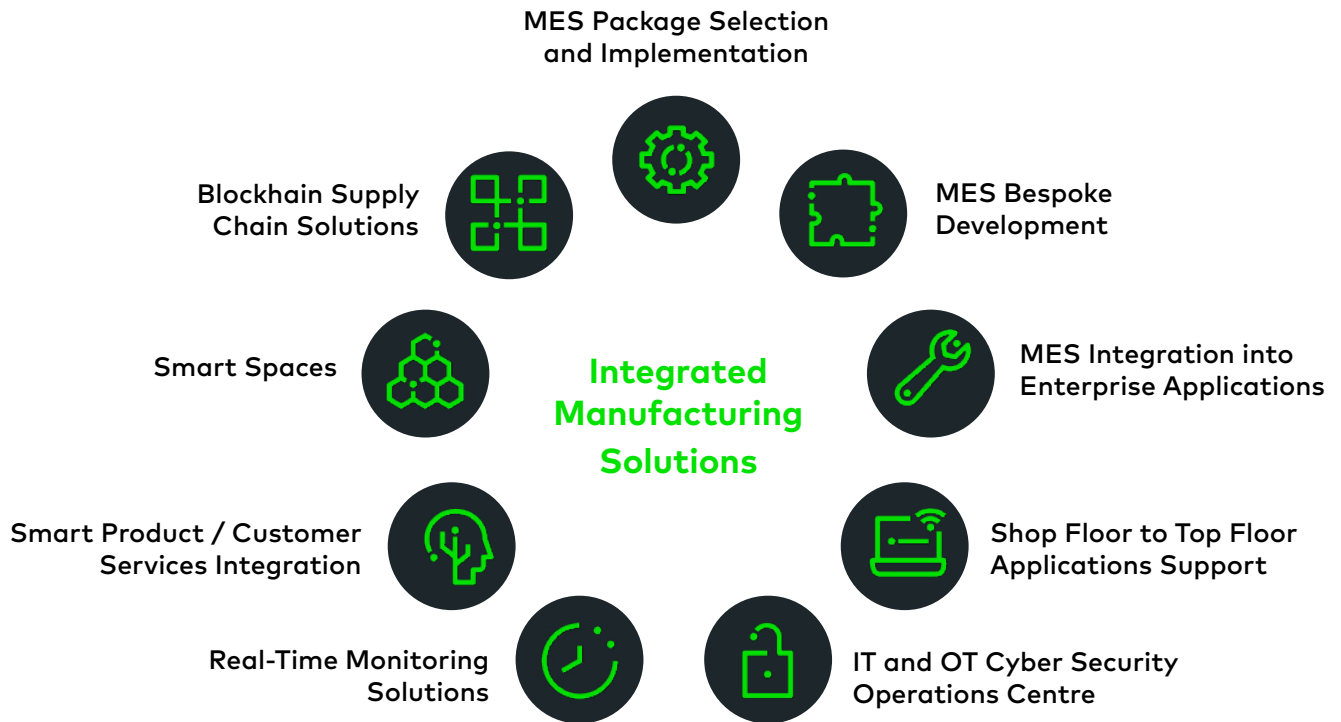 MES Package Selection
and Implementation
Blockhain Supply
Chain Solutions
MES Bespoke
Development
Smart Spaces
Integrated
Manufacturing
Solutions
MES Integration into
Enterprise Applications
Smart Product / Customer
Services Integration
Shop Floor to Top Floor
Applications Support
Real-Time Monitoring
Solutions
IT and OT Cyber Security
Operations Centre